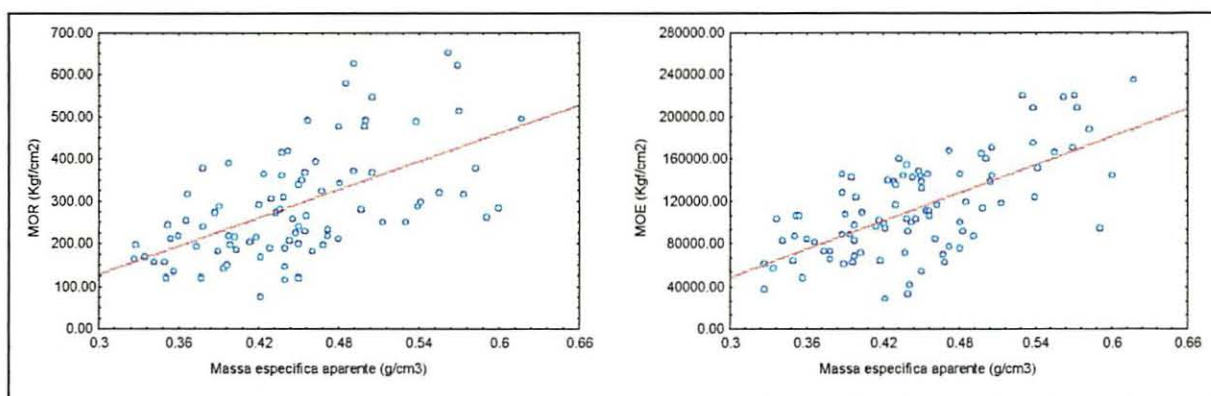 700.00
600.00
500.00
400.00
300.00
200.00
100.00
0.00
MOR (Kgf/cm2)
0.3 0.36 0.42 0.48 0.54 0.6 0.66
Massa especifica aparente (g/cm3)
280000.00
240000.00
200000.00
160000.00
120000.00
80000.00
40000.00
0.00
MOE (Kgf/cm2)
0.3 0.36 0.42 0.48 0.54 0.6 0.66
Massa especifica aparente (g/cm3)